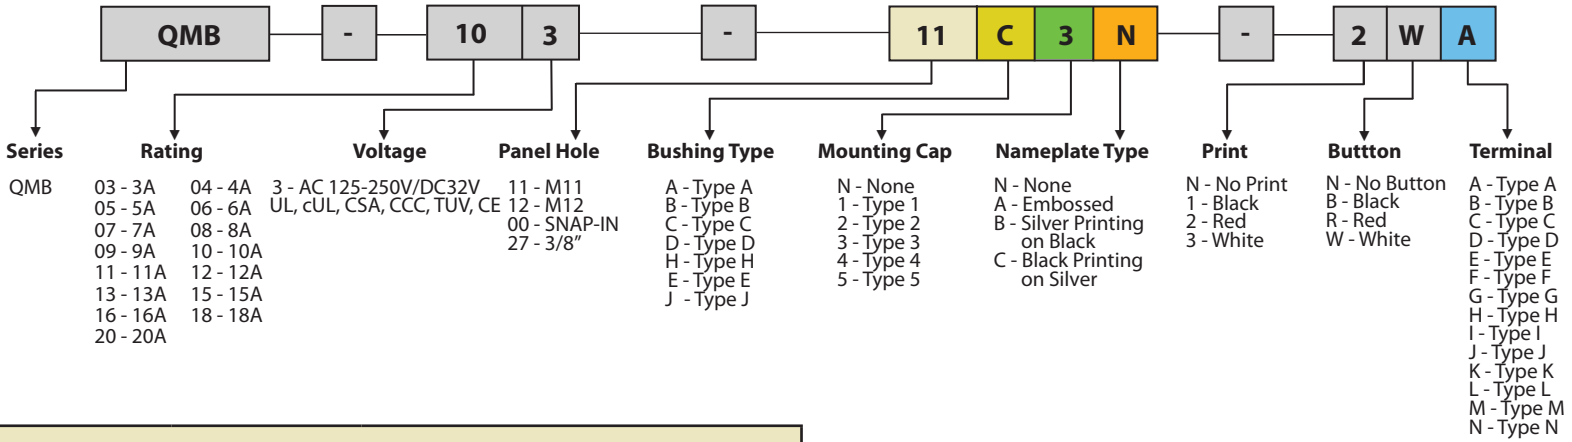 QMB - 10 3 - 11 C 3 N - 2 W A
Series
QMB
Rating
03 - 3A 04 - 4A
05 - 5A 06 - 6A
07 - 7A 08 - 8A
09 - 9A 10 - 10A
11 - 11A 12 - 12A
13 - 13A 15 - 15A
16 - 16A 18 - 18A
20 - 20A
Voltage
3 - AC 125-250V/DC32V
UL, cUL, CSA, CCC, TUV, CE
Panel Hole
11 - M11
12 - M12
00 - SNAP-IN
27 - 3/8”
Bushing Type
A - Type A
B - Type B
C - Type C
D - Type D
H - Type H
E - Type E
J - Type J
Mounting Cap
N - None
1 - Type 1
2 - Type 2
3 - Type 3
4 - Type 4
5 - Type 5
Nameplate Type
N - None
A - Embossed
B - Silver Printing
on Black
C - Black Printing
on Silver
Print
N - No Print
1 - Black
2 - Red
3 - White
Buttton
N - No Button
B - Black
R - Red
W - White
Terminal
A - Type A
B - Type B
C - Type C
D - Type D
E - Type E
F - Type F
G - Type G
H - Type H
I - Type I
J - Type J
K - Type K
L - Type L
M - Type M
N - Type N